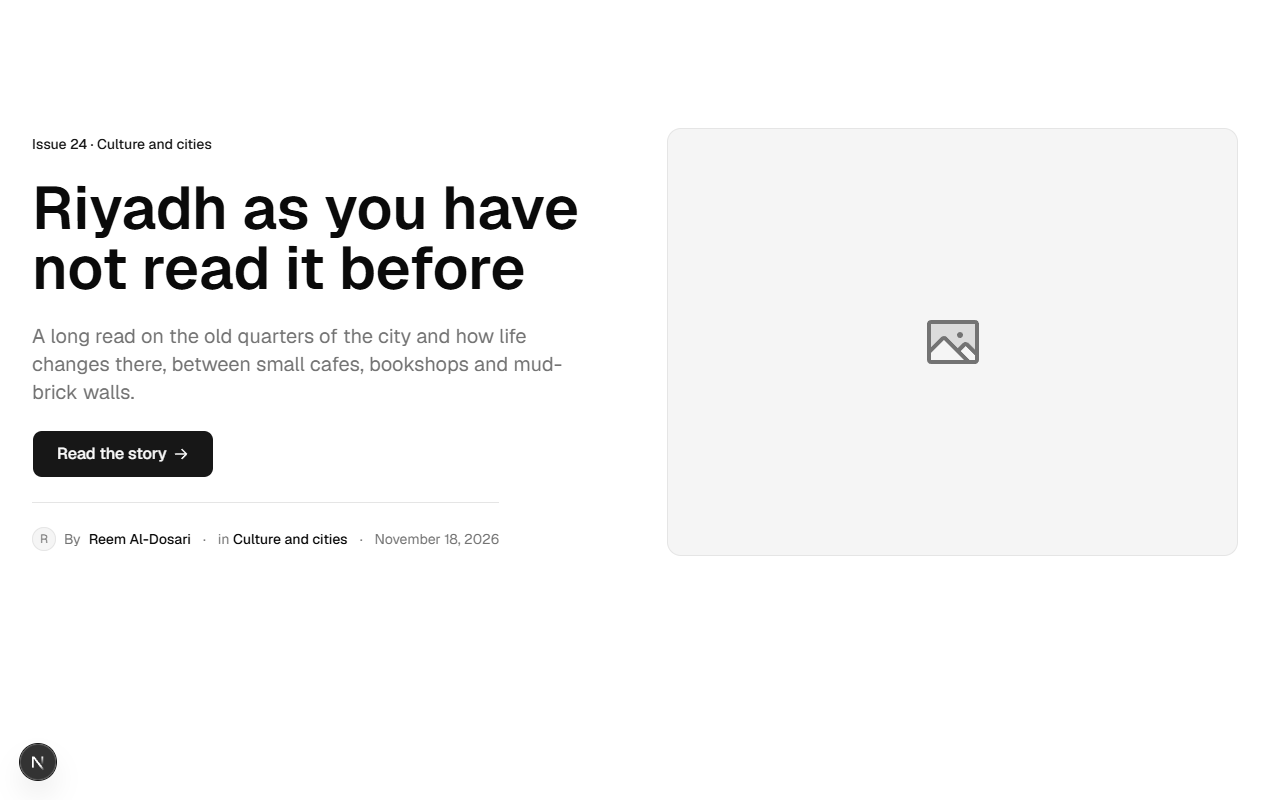 Issue 24 · Culture and cities
Riyadh as you have
not read it before
A long read on the old quarters of the city and how life
changes there, between small cafes, bookshops and mud-
brick walls.
Read the story →
R By Reem Al-Dosari · in Culture and cities · November 18, 2026
N